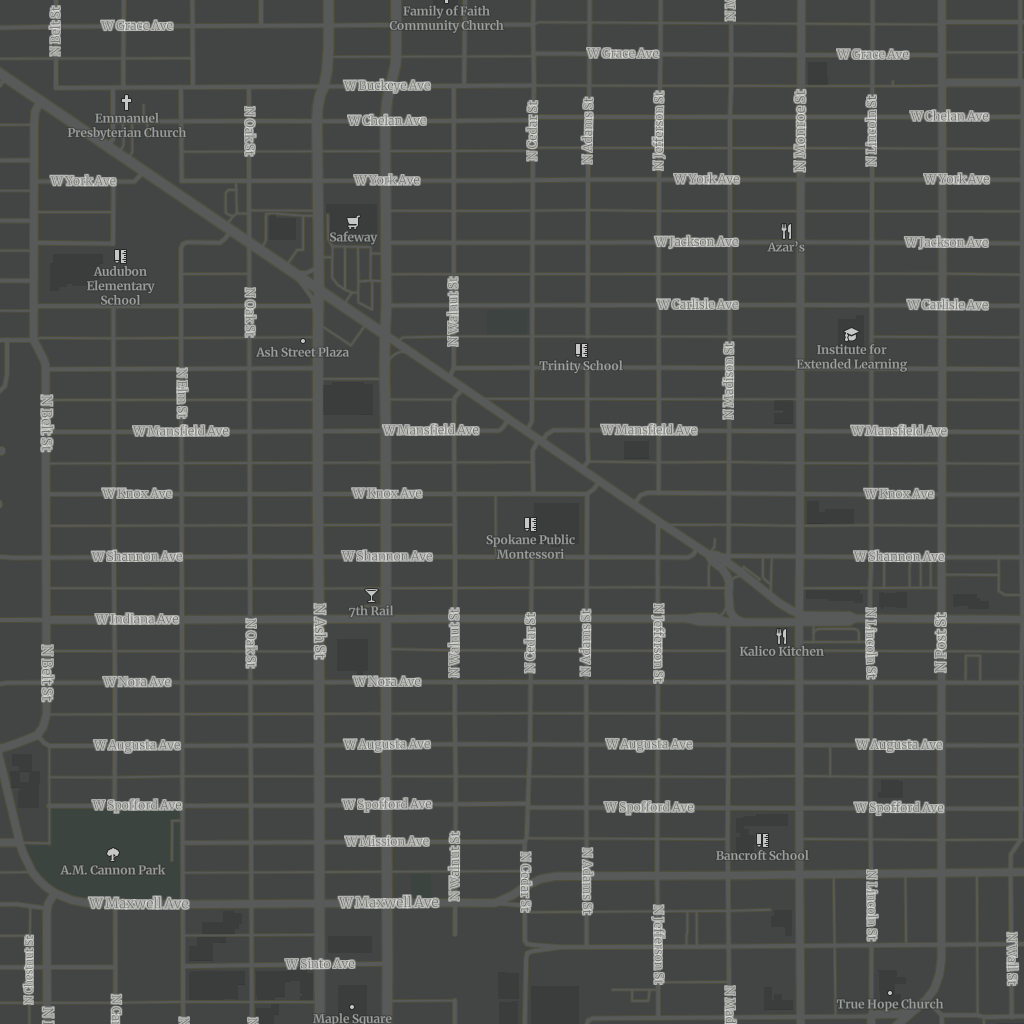 Family of Faith
Community Church
N Belt St
W Grace Ave
W Grace Ave
W Grace Ave
W Buckeye Ave
Emmanuel
Presbyterian Church
N Oak St
W Chelan Ave
N Cedar St
N Adams St
N Jefferson St
N Monroe St
N Lincoln St
W Chelan Ave
W York Ave
W York Ave
W York Ave
W York Ave
Safeway
Azar's
W Jackson Ave
W Jackson Ave
Audubon
Elementary
School
N Oak St
N Walnut St
W Carlisle Ave
W Carlisle Ave
Ash Street Plaza
Trinity School
Institute for
Extended Learning
N Elm St
N Madison St
N Belt St
W Mansfield Ave
W Mansfield Ave
W Mansfield Ave
W Mansfield Ave
W Knox Ave
W Knox Ave
W Knox Ave
Spokane Public
Montessori
W Shannon Ave
W Shannon Ave
W Shannon Ave
7th Rail
W Indiana Ave
N Oak St
N Ash St
N Walnut St
N Cedar St
N Adams St
N Jefferson St
Kalico Kitchen
N Lincoln St
N Post St
N Belt St
W Nora Ave
W Nora Ave
W Augusta Ave
W Augusta Ave
W Augusta Ave
W Augusta Ave
W Spofford Ave
W Spofford Ave
W Spofford Ave
W Spofford Ave
W Mission Ave
A.M. Cannon Park
Bancroft School
N Walnut St
N Cedar St
N Adams St
N Lincoln St
W Maxwell Ave
W Maxwell Ave
N Jefferson St
N Chestnut St
W Sinto Ave
N Wall St
True Hope Church
Maple Square